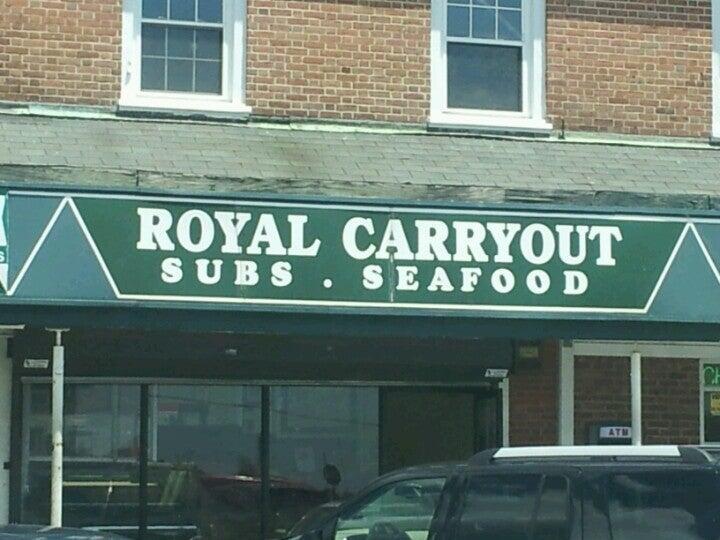 ROYAL CARRYOUT
SUBS . SEAFOOD
ATM